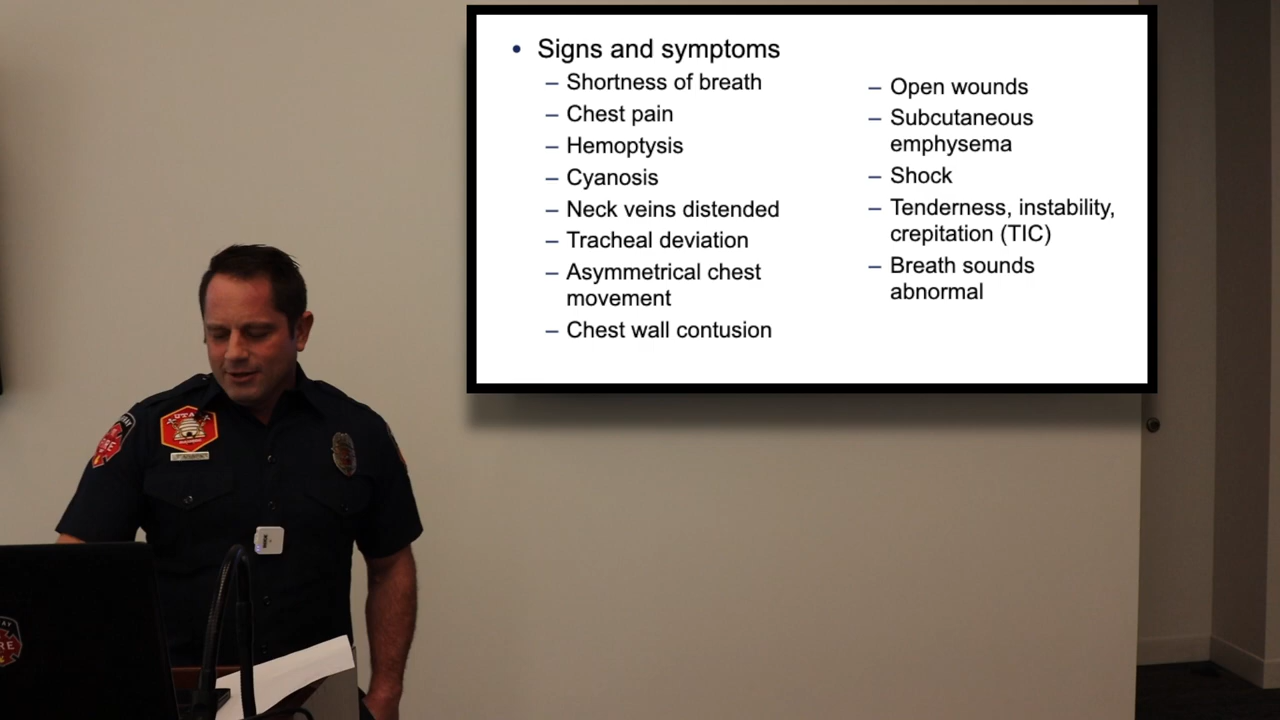 • Signs and symptoms
– Shortness of breath
– Chest pain
– Hemoptysis
– Cyanosis
– Neck veins distended
– Tracheal deviation
– Asymmetrical chest
movement
– Chest wall contusion
– Open wounds
– Subcutaneous
emphysema
– Shock
– Tenderness, instability,
crepitation (TIC)
– Breath sounds
abnormal
UTAH